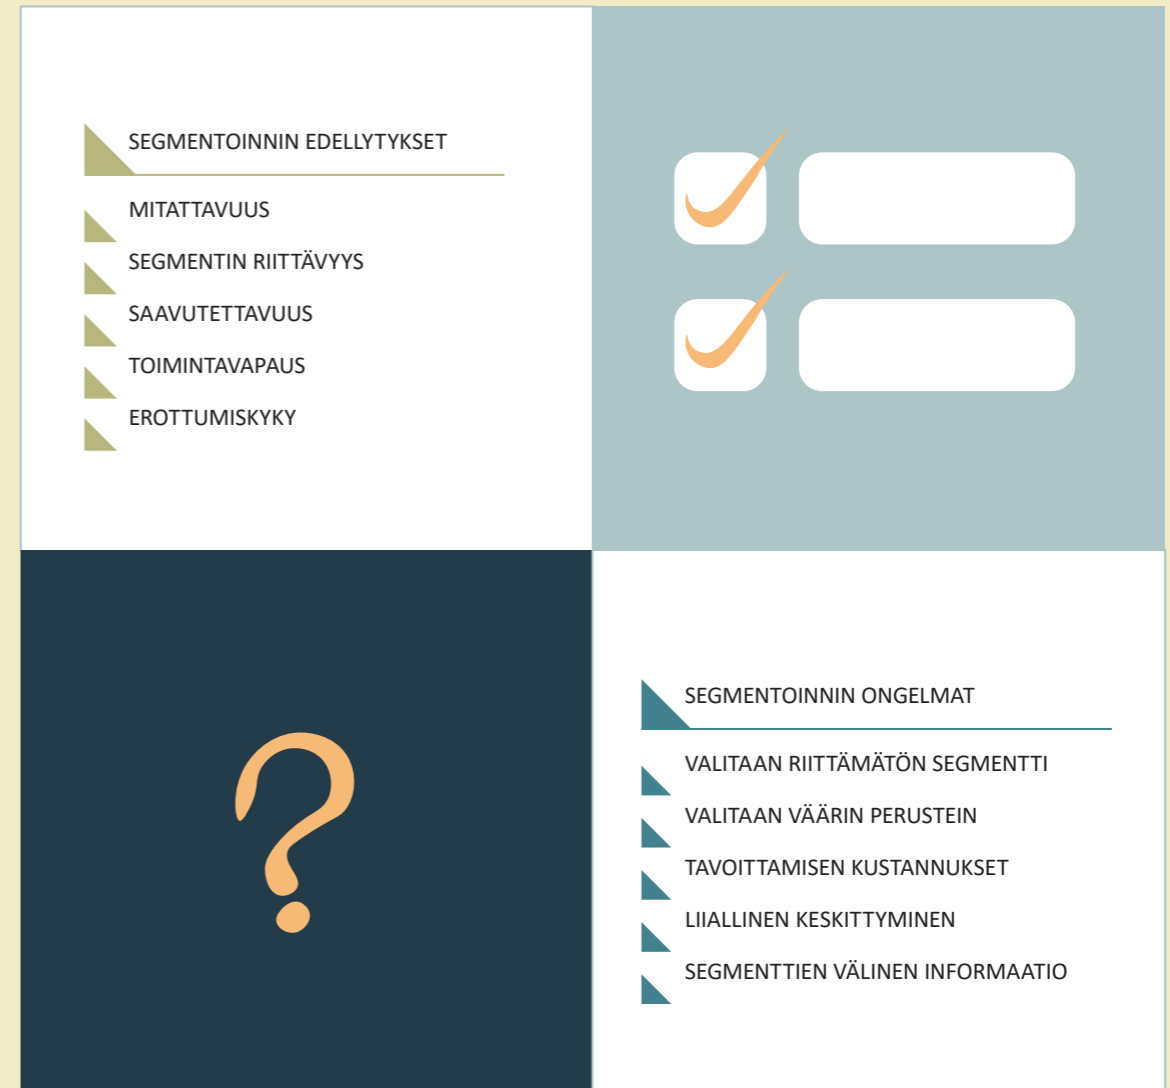 SEGMENTOINNIN EDELLYTYKSET
MITATTAVUUS
SEGMENTIN RIITTÄVYYS
SAAVUTETTAVUUS
TOIMINTAVAPAUS
EROTTUMISKYKY
?
SEGMENTOINNIN ONGELMAT
VALITAAN RIITTÄMÄTÖN SEGMENTTI
VALITAAN VÄÄRIN PERUSTEIN
TAVOITTAMISEN KUSTANNUKSET
LIIALLINEN KESKITTYMINEN
SEGMENTTIEN VÄLINEN INFORMAATIO